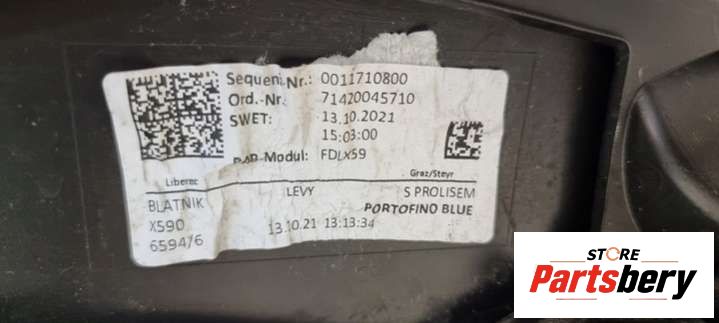 Sequen.Nr.: 0011710800
Ord.-Nr.: 71420045710
SWET: 13.10.2021
15:03:00
Modul: FDLX59
Liberec Graz/Steyr
BLATNIK LEVY S PROLISEM
X590 PORTOFINO BLUE
6594/6 13.10.21 13:13:34
STORE
Partsbery